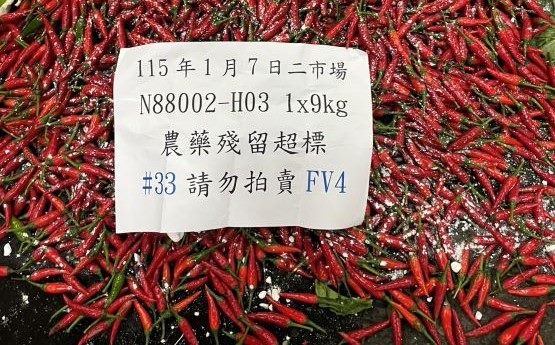 115年1月7日二市場
N88002-H03 1x9kg
農藥殘留超標
#33 請勿拍賣 FV4